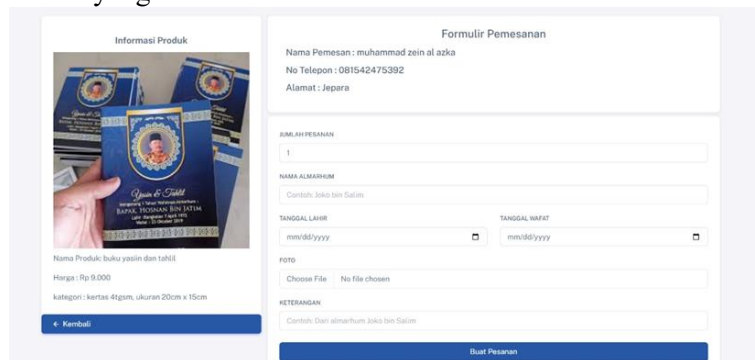 Informasi Produk
Yasin & Tahlil
BAPAK HOSNAN BIN JATIM
Nama Produk: buku yasiin dan tahlil
Harga : Rp 9.000
kategori : kertas 4tgsm, ukuran 20cm x 15cm
← Kembali
Formulir Pemesanan
Nama Pemesan : muhammad zein al azka
No Telepon : 081542475392
Alamat : Jepara
JUMLAH PESANAN
1
NAMA ALMARHUM
Contoh: Joko bin Salim
TANGGAL LAHIR
mm/dd/yyyy
TANGGAL WAFAT
mm/dd/yyyy
FOTO
Choose File No file chosen
KETERANGAN
Contoh: Dari almarhum Joko bin Salim
Buat Pesanan